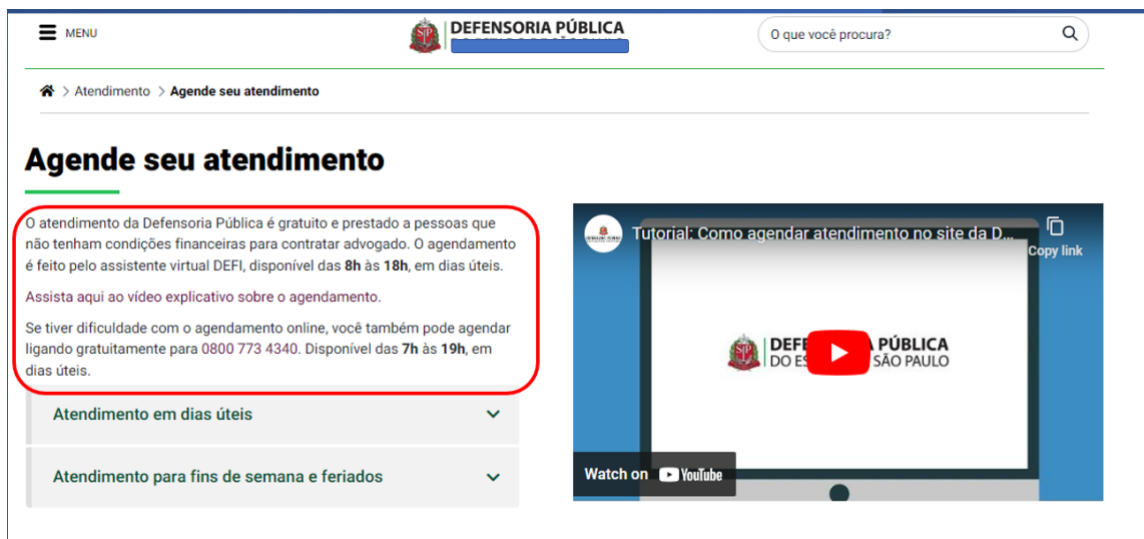 MENU
DEFENSORIA PÚBLICA
O que você procura?
> Atendimento > Agende seu atendimento
Agende seu atendimento
O atendimento da Defensoria Pública é gratuito e prestado a pessoas que
não tenham condições financeiras para contratar advogado. O agendamento
é feito pelo assistente virtual DEFI, disponível das 8h às 18h, em dias úteis.
Assista aqui ao vídeo explicativo sobre o agendamento.
Se tiver dificuldade com o agendamento online, você também pode agendar
ligando gratuitamente para 0800 773 4340. Disponível das 7h às 19h, em
dias úteis.
Atendimento em dias úteis
Atendimento para fins de semana e feriados
Tutorial: Como agendar atendimento no site da D...
Copy link
DEFE PÚBLICA
DO ES SÃO PAULO
Watch on YouTube